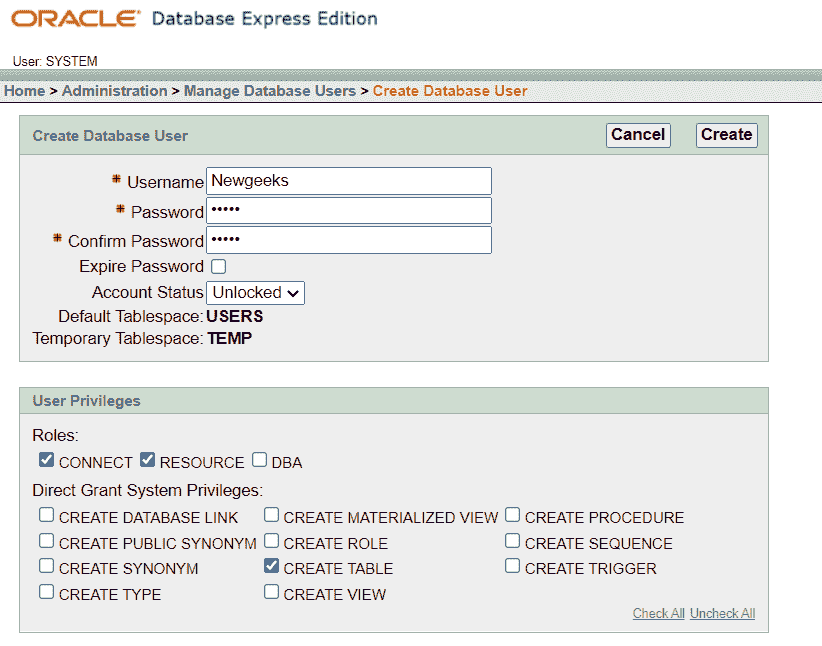 ORACLE Database Express Edition
User: SYSTEM
Home > Administration > Manage Database Users > Create Database User
Create Database User Cancel Create
* Username Newgeeks
* Password •••••
* Confirm Password •••••
Expire Password
Account Status Unlocked
Default Tablespace: USERS
Temporary Tablespace: TEMP
User Privileges
Roles:
CONNECT RESOURCE DBA
Direct Grant System Privileges:
CREATE DATABASE LINK CREATE MATERIALIZED VIEW CREATE PROCEDURE
CREATE PUBLIC SYNONYM CREATE ROLE CREATE SEQUENCE
CREATE SYNONYM CREATE TABLE CREATE TRIGGER
CREATE TYPE CREATE VIEW
Check All Uncheck All